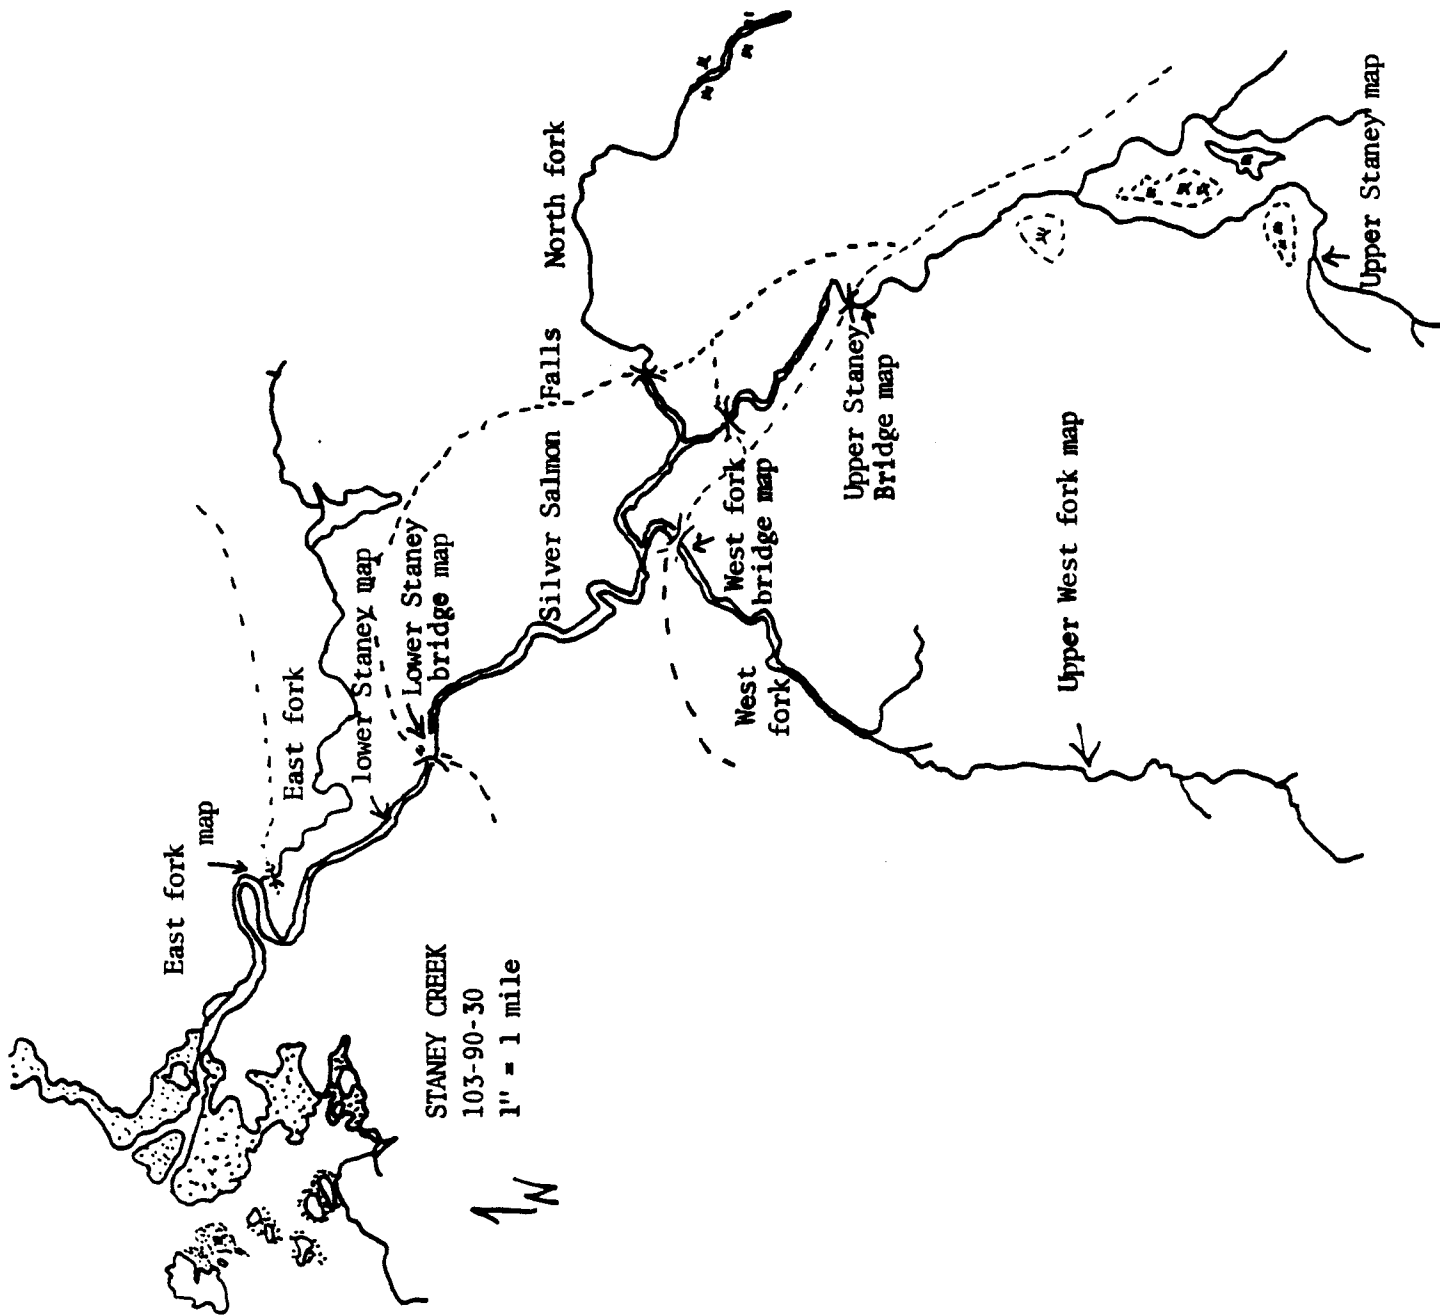 East fork
map
East fork
lower Staney map
Lower Staney
bridge map
Silver Salmon Falls
North fork
West fork
bridge map
West
fork
Upper Staney
Bridge map
Upper West fork map
Upper Staney map
STANEY CREEK
103-90-30
1" = 1 mile
N